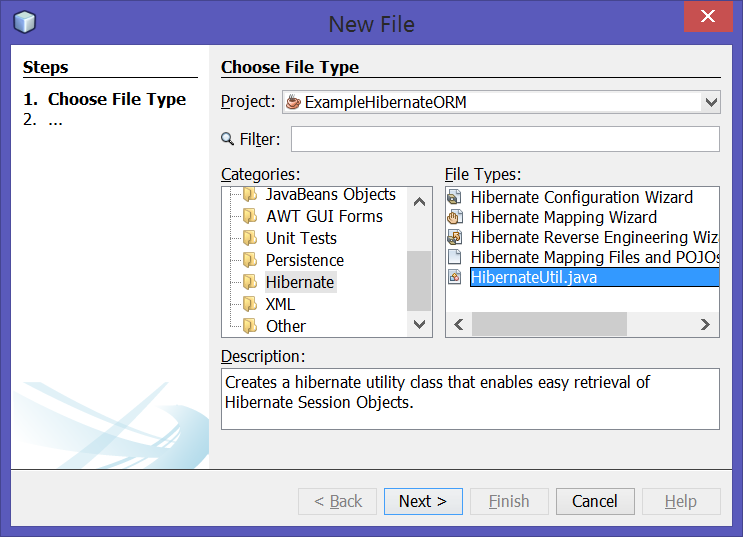 New File
Steps
1. Choose File Type
2. ...
Choose File Type
Project: ExampleHibernateORM
Filter:
Categories:
JavaBeans Objects
AWT GUI Forms
Unit Tests
Persistence
Hibernate
XML
Other
File Types:
Hibernate Configuration Wizard
Hibernate Mapping Wizard
Hibernate Reverse Engineering Wiz
Hibernate Mapping Files and POJOs
HibernateUtil.java
Description:
Creates a hibernate utility class that enables easy retrieval of
Hibernate Session Objects.
< Back Next > Finish Cancel Help